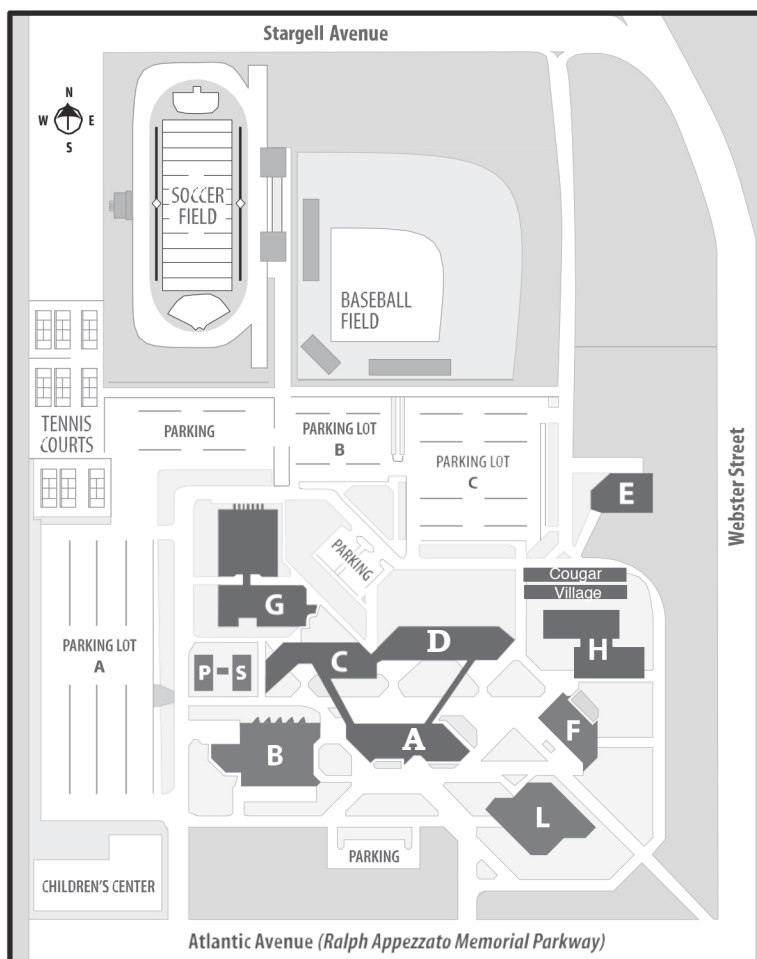 Stargell Avenue
N
W E
S
SOCCER
FIELD
BASEBALL
FIELD
TENNIS
COURTS
PARKING
PARKING LOT
B
PARKING LOT
C
Webster Street
E
PARKING
Cougar
Village
G
H
PARKING LOT
A
P S
C
D
F
B
A
L
PARKING
CHILDREN'S CENTER
Atlantic Avenue (Ralph Appezzato Memorial Parkway)